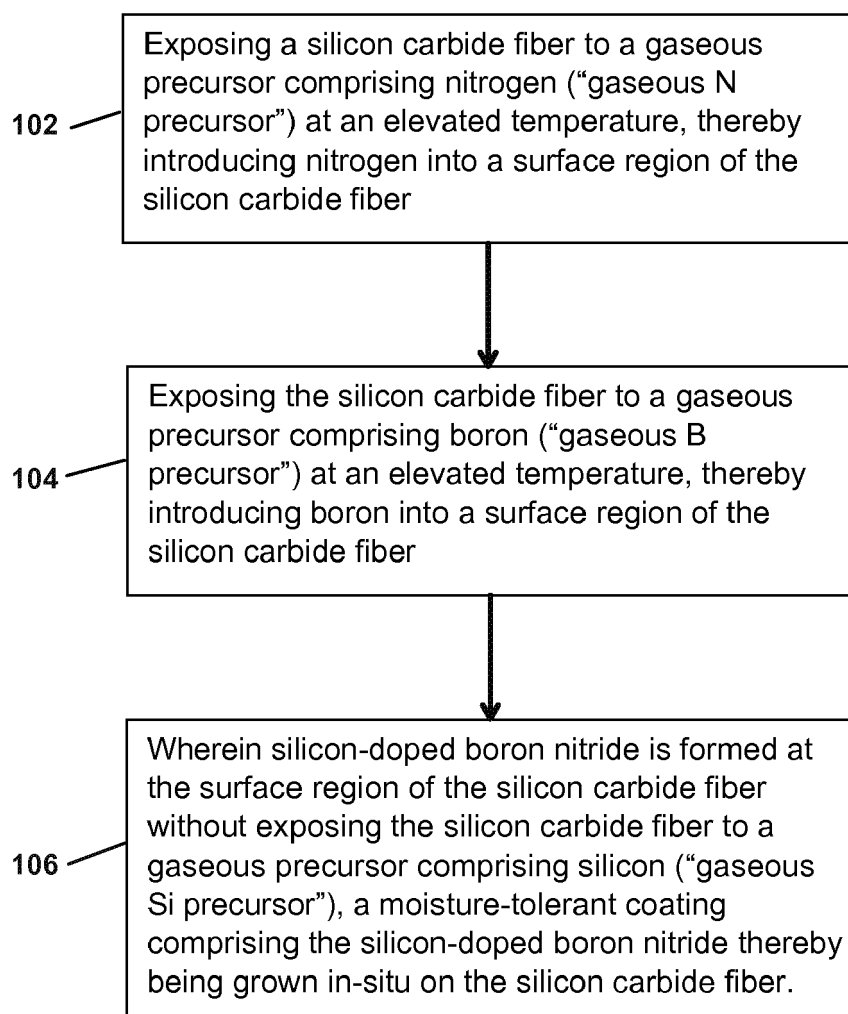 Exposing a silicon carbide fiber to a gaseous
precursor comprising nitrogen (“gaseous N
102
precursor”) at an elevated temperature, thereby
introducing nitrogen into a surface region of the
silicon carbide fiber
Exposing the silicon carbide fiber to a gaseous
precursor comprising boron (“gaseous B
104
precursor”) at an elevated temperature, thereby
introducing boron into a surface region of the
silicon carbide fiber
Wherein silicon-doped boron nitride is formed at
the surface region of the silicon carbide fiber
without exposing the silicon carbide fiber to a
106
gaseous precursor comprising silicon (“gaseous
Si precursor”), a moisture-tolerant coating
comprising the silicon-doped boron nitride thereby
being grown in-situ on the silicon carbide fiber.